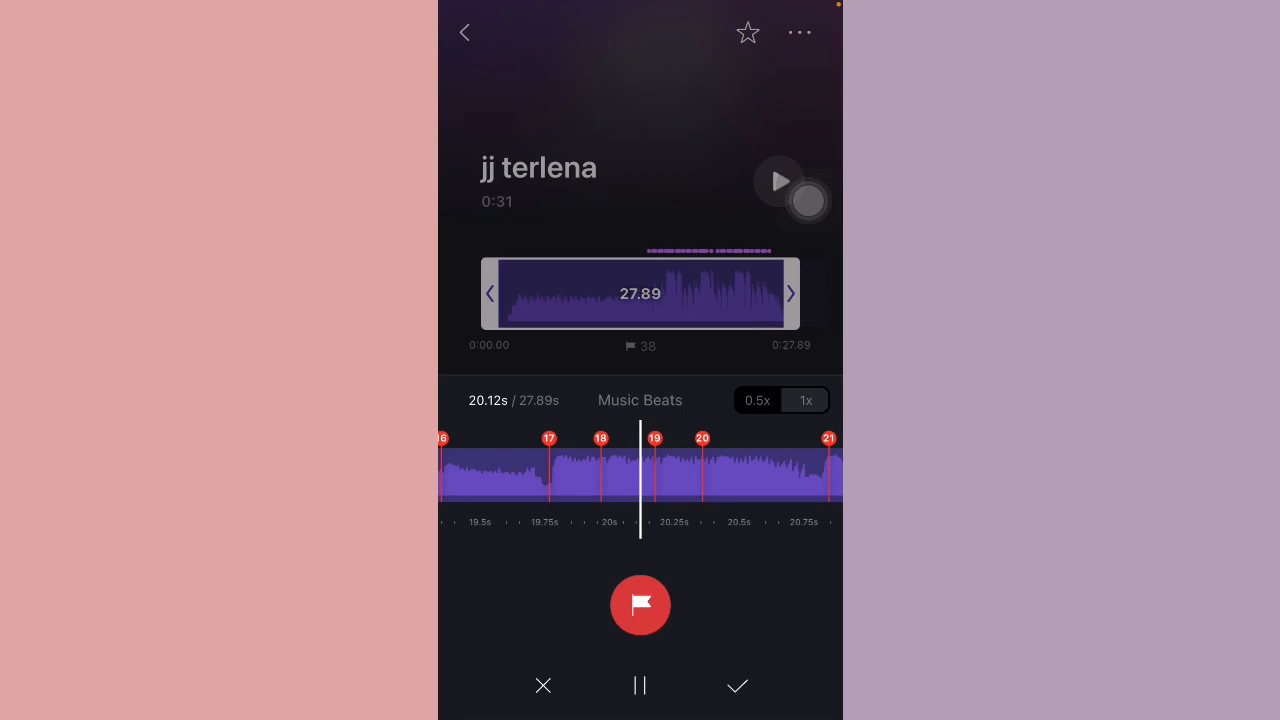 jj terlena
0:31
27.89
0:00.00 38 0:27.89
20.12s / 27.89s Music Beats 0.5x 1x
16 17 18 19 20 21
19.5s 19.75s 20s 20.25s 20.5s 20.75s